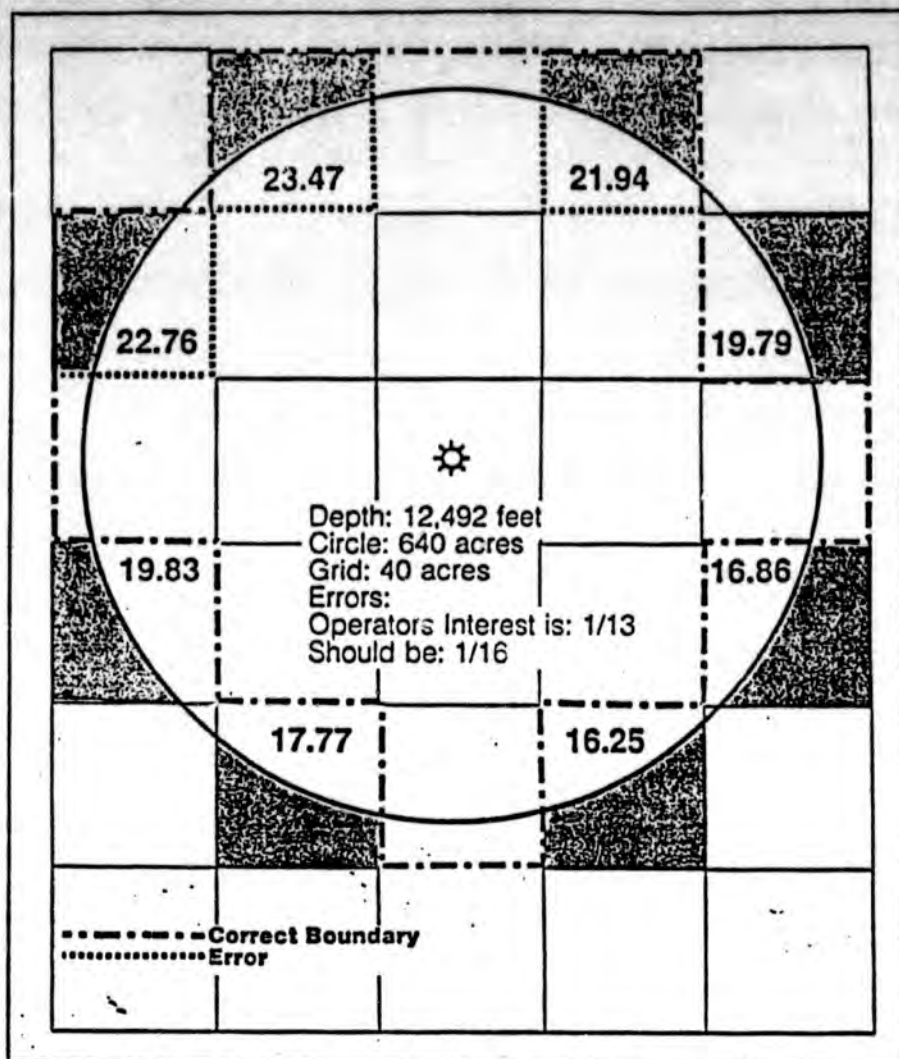 23.47 21.94
22.76 19.79
Depth: 12,492 feet
Circle: 640 acres
19.83 16.86
Grid: 40 acres
Errors:
Operators Interest is: 1/13
Should be: 1/16
17.77 16.25
Correct Boundary
Error